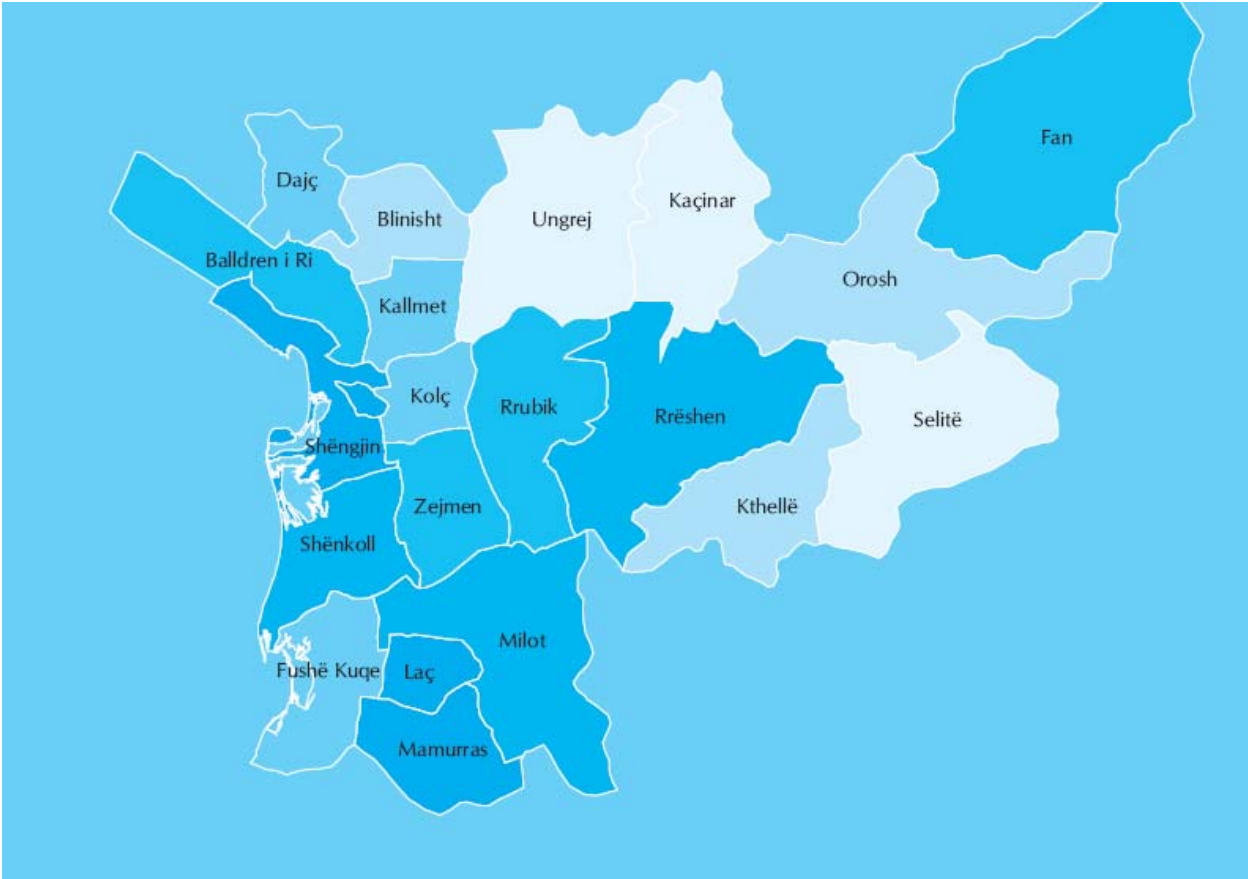 Fan
Dajç
Kaçinar
Blinisht
Ungrej
Balldren i Ri
Orosh
Kallmet
Kolç
Rrubik
Rrëshen
Selitë
Shëngjin
Zejmen
Kthellë
Shënkoll
Milot
Fushë Kuqe
Laç
Mamurras